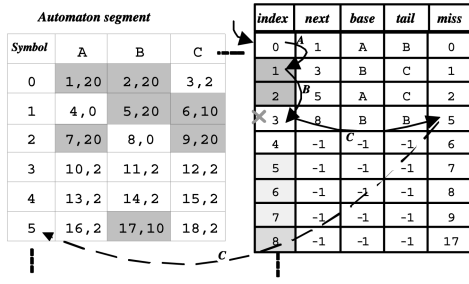 Automaton segment
Symbol A B C
0 1,20 2,20 3,2
1 4,0 5,20 6,10
2 7,20 8,0 9,20
3 10,2 11,2 12,2
4 13,2 14,2 15,2
5 16,2 17,10 18,2
index next base tail miss
0 1 A B 0
1 3 B C 1
2 5 A C 2
3 8 B B 5
4 -1 -1 -1 6
5 -1 -1 -1 7
6 -1 -1 -1 8
7 -1 -1 -1 9
8 -1 -1 -1 17
A
B
C
C